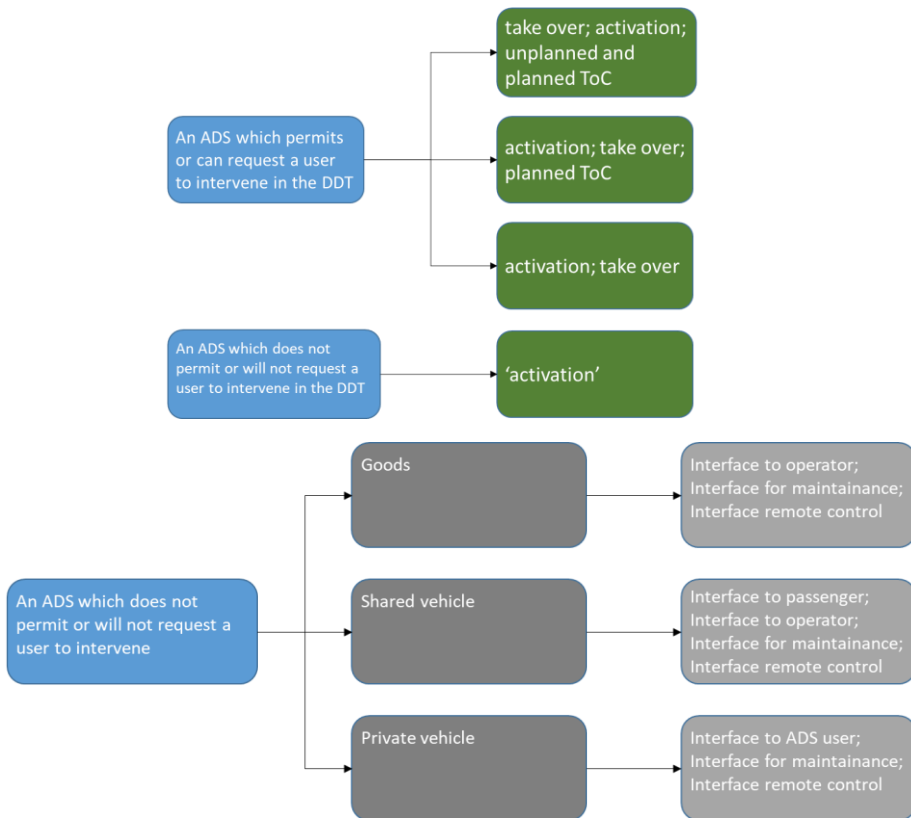 take over; activation;
unplanned and
planned ToC
An ADS which permits
or can request a user
to intervene in the DDT
activation; take over;
planned ToC
activation; take over
An ADS which does not
permit or will not request a
user to intervene in the DDT
‘activation’
Goods
Interface to operator;
Interface for maintainance;
Interface remote control
An ADS which does not
permit or will not request a
user to intervene
Shared vehicle
Interface to passenger;
Interface to operator;
Interface for maintainance;
Interface remote control
Private vehicle
Interface to ADS user;
Interface for maintainance;
Interface remote control